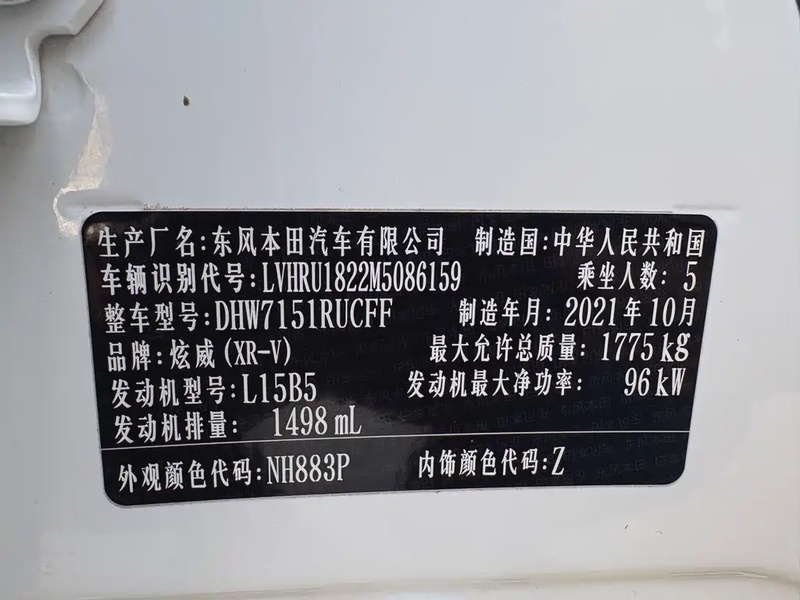 生产厂名:东风本田汽车有限公司 制造国:中华人民共和国
车辆识别代号:LVHRU1822M5086159 乘坐人数: 5
整车型号:DHW7151RUCFF 制造年月: 2021年10月
品牌:炫威(XR-V) 最大允许总质量: 1775kg
发动机型号:L15B5 发动机最大净功率: 96kW
发动机排量: 1498mL
外观颜色代码:NH883P 内饰颜色代码:Z